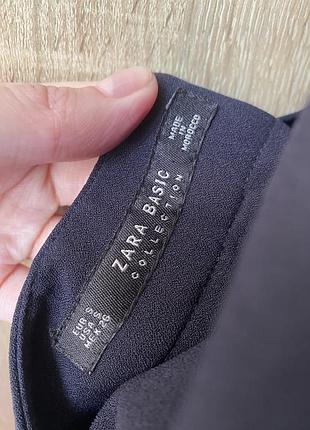 MADE
IN
MOROCCO
ZARA BASIC
COLLECTION
EUR S
USA S
MEX 26